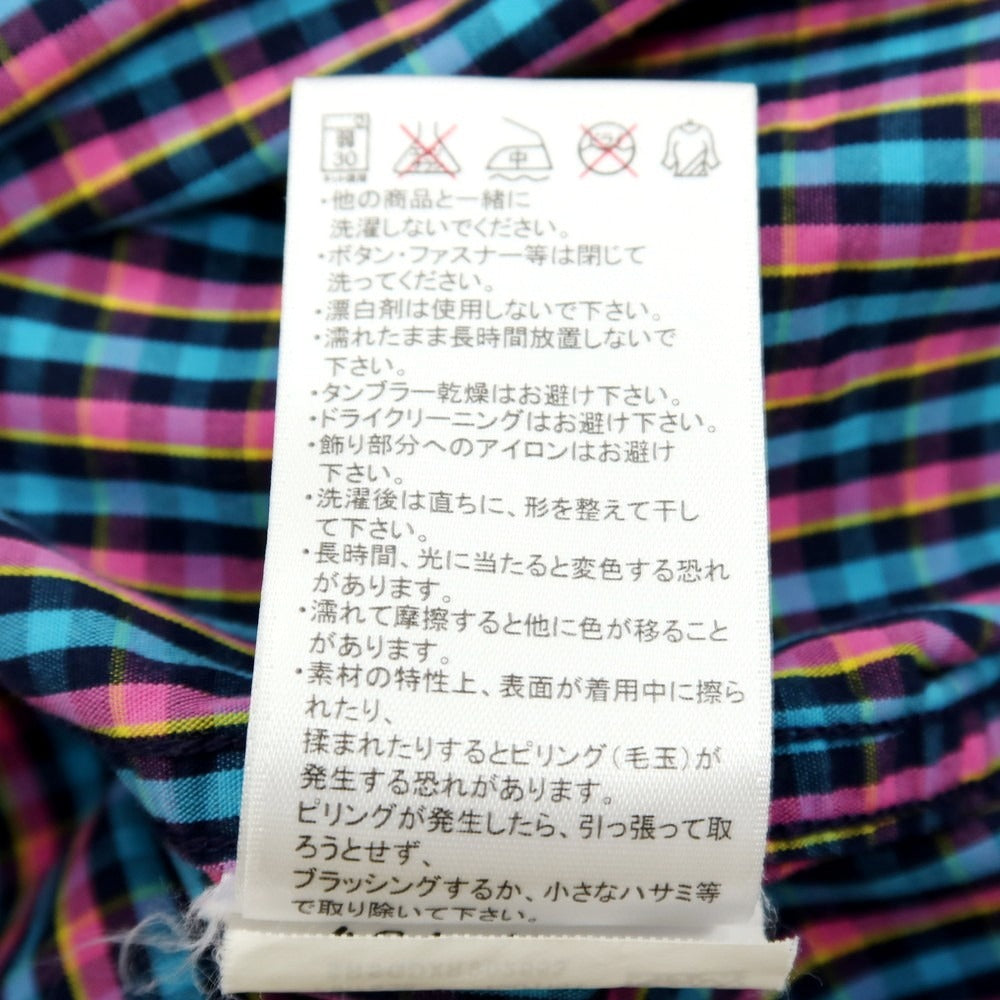 弱
30
中
・他の商品と一緒に
洗濯しないでください。
・ボタン・ファスナー等は閉じて
洗ってください。
・漂白剤は使用しないで下さい。
・濡れたまま長時間放置しないで
下さい。
・タンブラー乾燥はお避け下さい。
・ドライクリーニングはお避け下さい。
・飾り部分へのアイロンはお避け
下さい。
・洗濯後は直ちに、形を整えて干し
て下さい。
・長時間、光に当たると変色する恐れ
があります。
・濡れて摩擦すると他に色が移ること
があります。
・素材の特性上、表面が着用中に擦ら
れたり、
揉まれたりするとピリング(毛玉)が
発生する恐れがあります。
ピリングが発生したら、引っ張って取
ろうとせず、
ブラッシングするか、小さなハサミ等
で取り除いて下さい。